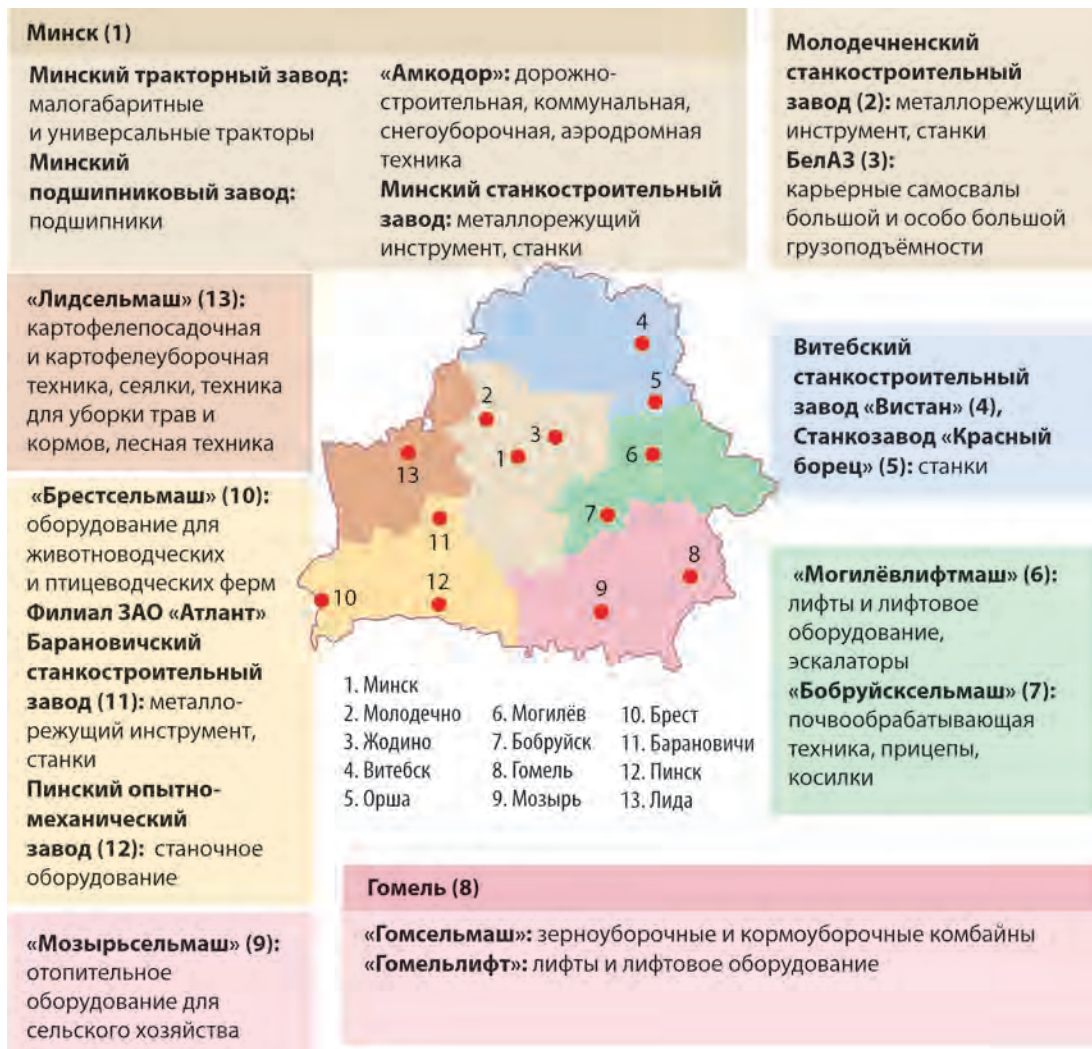 Минск (1)
Минский тракторный завод:
малогабаритные
и универсальные тракторы
Минский
подшипниковый завод:
подшипники
«Амкодор»: дорожно-
строительная, коммунальная,
снегоуборочная, аэродромная
техника
Минский станкостроительный
завод: металлорежущий
инструмент, станки
Молодечненский
станкостроительный
завод (2): металлорежущий
инструмент, станки
БелАЗ (3):
карьерные самосвалы
большой и особо большой
грузоподъёмности
«Лидсельмаш» (13):
картофелепосадочная
и картофелеуборочная
техника, сеялки, техника
для уборки трав и
кормов, лесная техника
4
5
2
3
1
6
13
7
11
8
12
10
9
Витебский
станкостроительный
завод «Вистан» (4),
Станкозавод «Красный
борец» (5): станки
«Брестсельмаш» (10):
оборудование для
животноводческих
и птицеводческих ферм
Филиал ЗАО «Атлант»
Барановичский
станкостроительный
завод (11): металло-
режущий инструмент,
станки
Пинский опытно-
механический
завод (12): станочное
оборудование
«Могилёвлифтмаш» (6):
лифты и лифтовое
оборудование,
эскалаторы
«Бобруйсксельмаш» (7):
почвообрабатывающая
техника, прицепы,
косилки
1. Минск
2. Молодечно
3. Жодино
4. Витебск
5. Орша
6. Могилёв
7. Бобруйск
8. Гомель
9. Мозырь
10. Брест
11. Барановичи
12. Пинск
13. Лида
«Мозырьсельмаш» (9):
отопительное
оборудование для
сельского хозяйства
Гомель (8)
«Гомсельмаш»: зерноуборочные и кормоуборочные комбайны
«Гомельлифт»: лифты и лифтовое оборудование